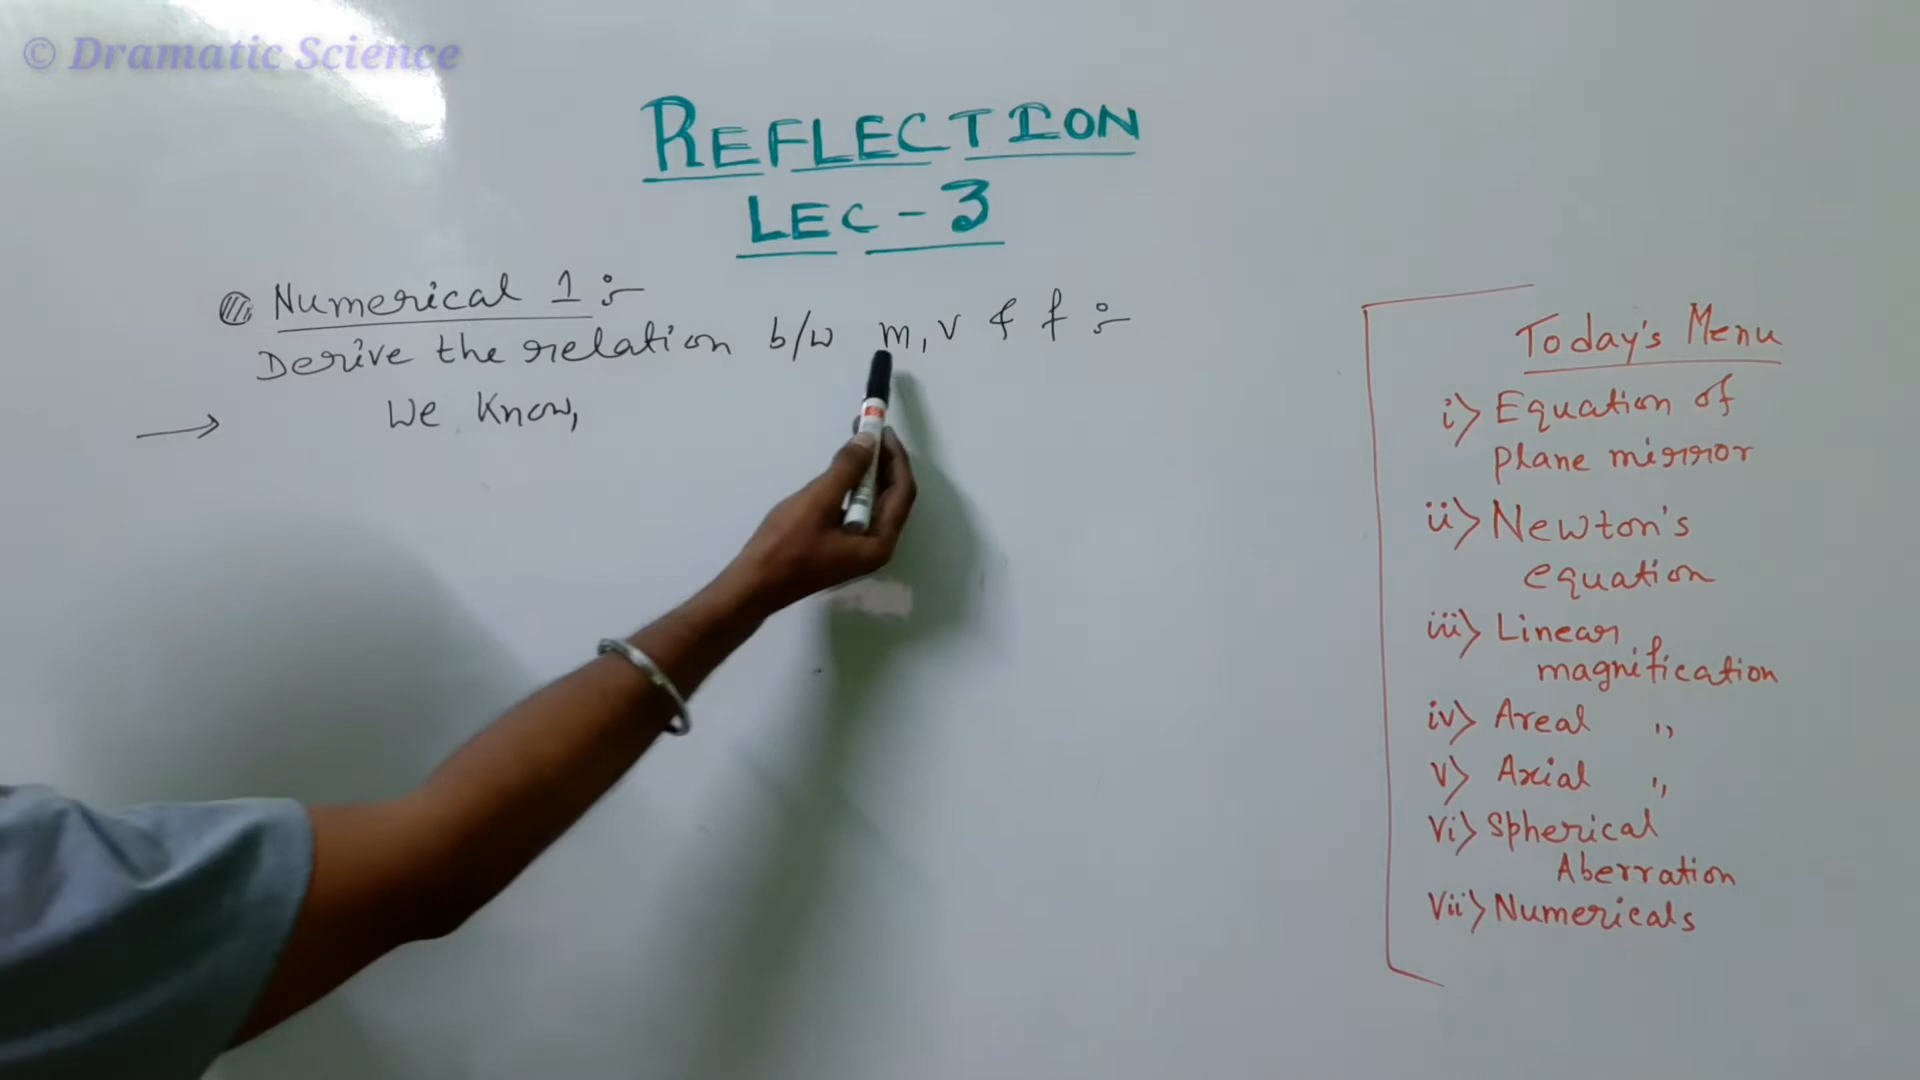 © Dramatic Science
REFLECTION
LEC - 3
Numerical 1 :-
Derive the relation b/w m, v & f :-
→ We Know,
Today's Menu
i> Equation of
plane mirror
ii> Newton's
equation
iii> Linear
magnification
iv> Areal ,,
v> Axial ,,
vi> Spherical
Aberration
vii> Numericals